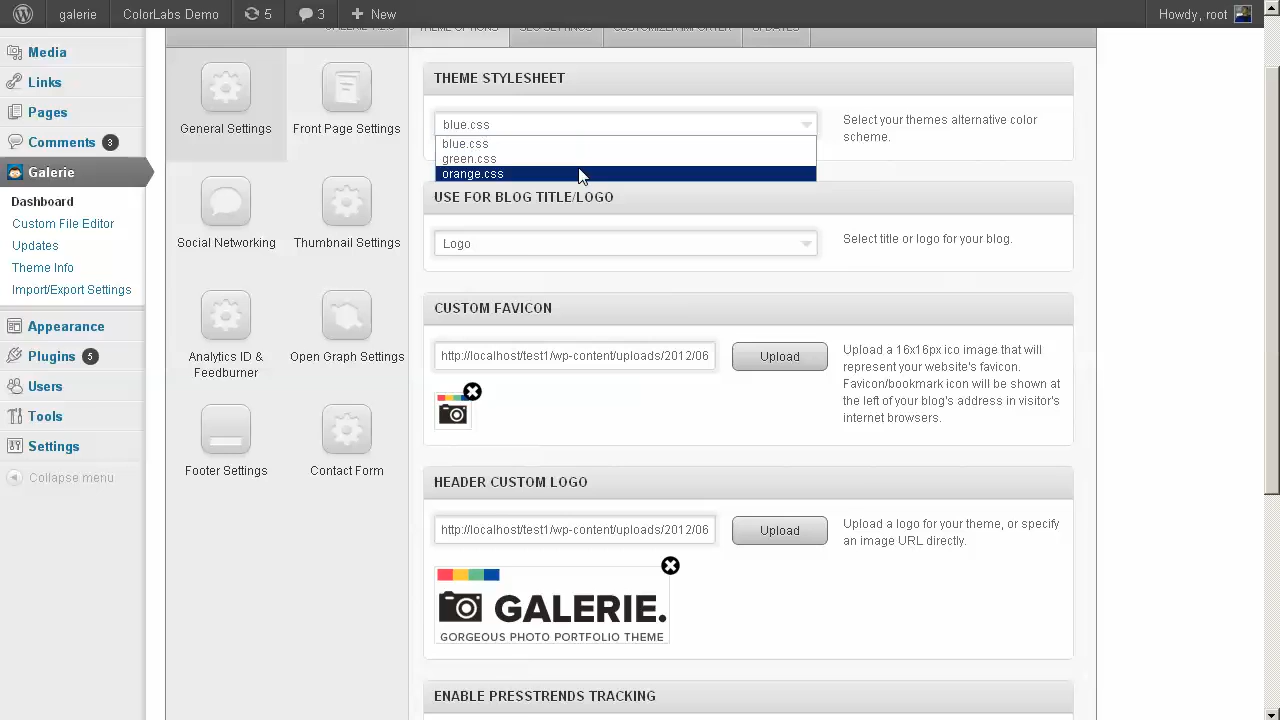 galerie
ColorLabs Demo
5
3
New
Howdy, root
Media
Links
Pages
Comments 3
Galerie
Dashboard
Custom File Editor
Updates
Theme Info
Import/Export Settings
Appearance
Plugins 5
Users
Tools
Settings
Collapse menu
General Settings
Front Page Settings
Social Networking
Thumbnail Settings
Analytics ID &
Feedburner
Open Graph Settings
Footer Settings
Contact Form
THEME STYLESHEET
blue.css
blue.css
green.css
orange.css
Select your themes alternative color
scheme.
USE FOR BLOG TITLE/LOGO
Logo
Select title or logo for your blog.
CUSTOM FAVICON
http://localhost/test1/wp-content/uploads/2012/06
Upload
Upload a 16x16px ico image that will
represent your website's favicon.
Favicon/bookmark icon will be shown at
the left of your blog's address in visitor's
internet browsers.
HEADER CUSTOM LOGO
http://localhost/test1/wp-content/uploads/2012/06
Upload
Upload a logo for your theme, or specify
an image URL directly.
GALERIE.
GORGEOUS PHOTO PORTFOLIO THEME
ENABLE PRESSTRENDS TRACKING